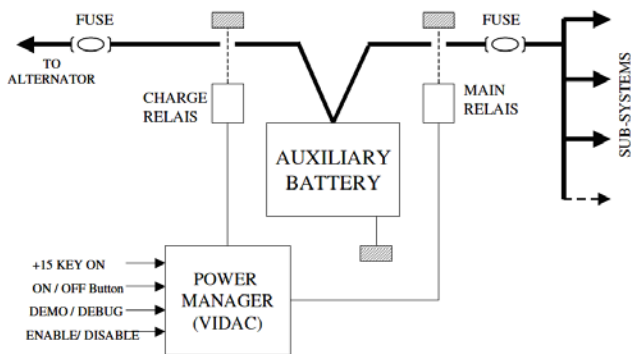 FUSE
FUSE
TO
ALTERNATOR
CHARGE
RELAIS
MAIN
RELAIS
SUB-SYSTEMS
AUXILIARY
BATTERY
+15 KEY ON
ON / OFF Button
DEMO / DEBUG
ENABLE/ DISABLE
POWER
MANAGER
(VIDAC)